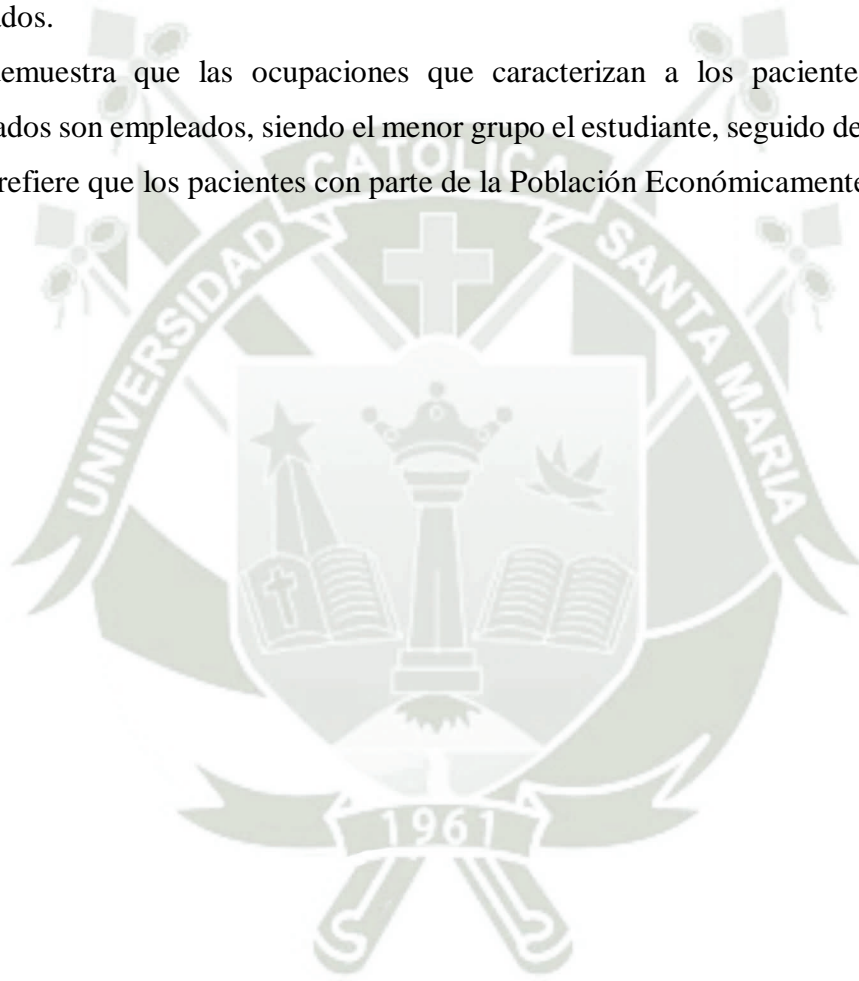 ados.
emuestra que las ocupaciones que caracterizan a los paciente
ados son empleados, siendo el menor grupo el estudiante, seguido de
refiere que los pacientes con parte de la Población Económicamente
UNIVERSIDAD CATOLICA SANTA MARIA
1961